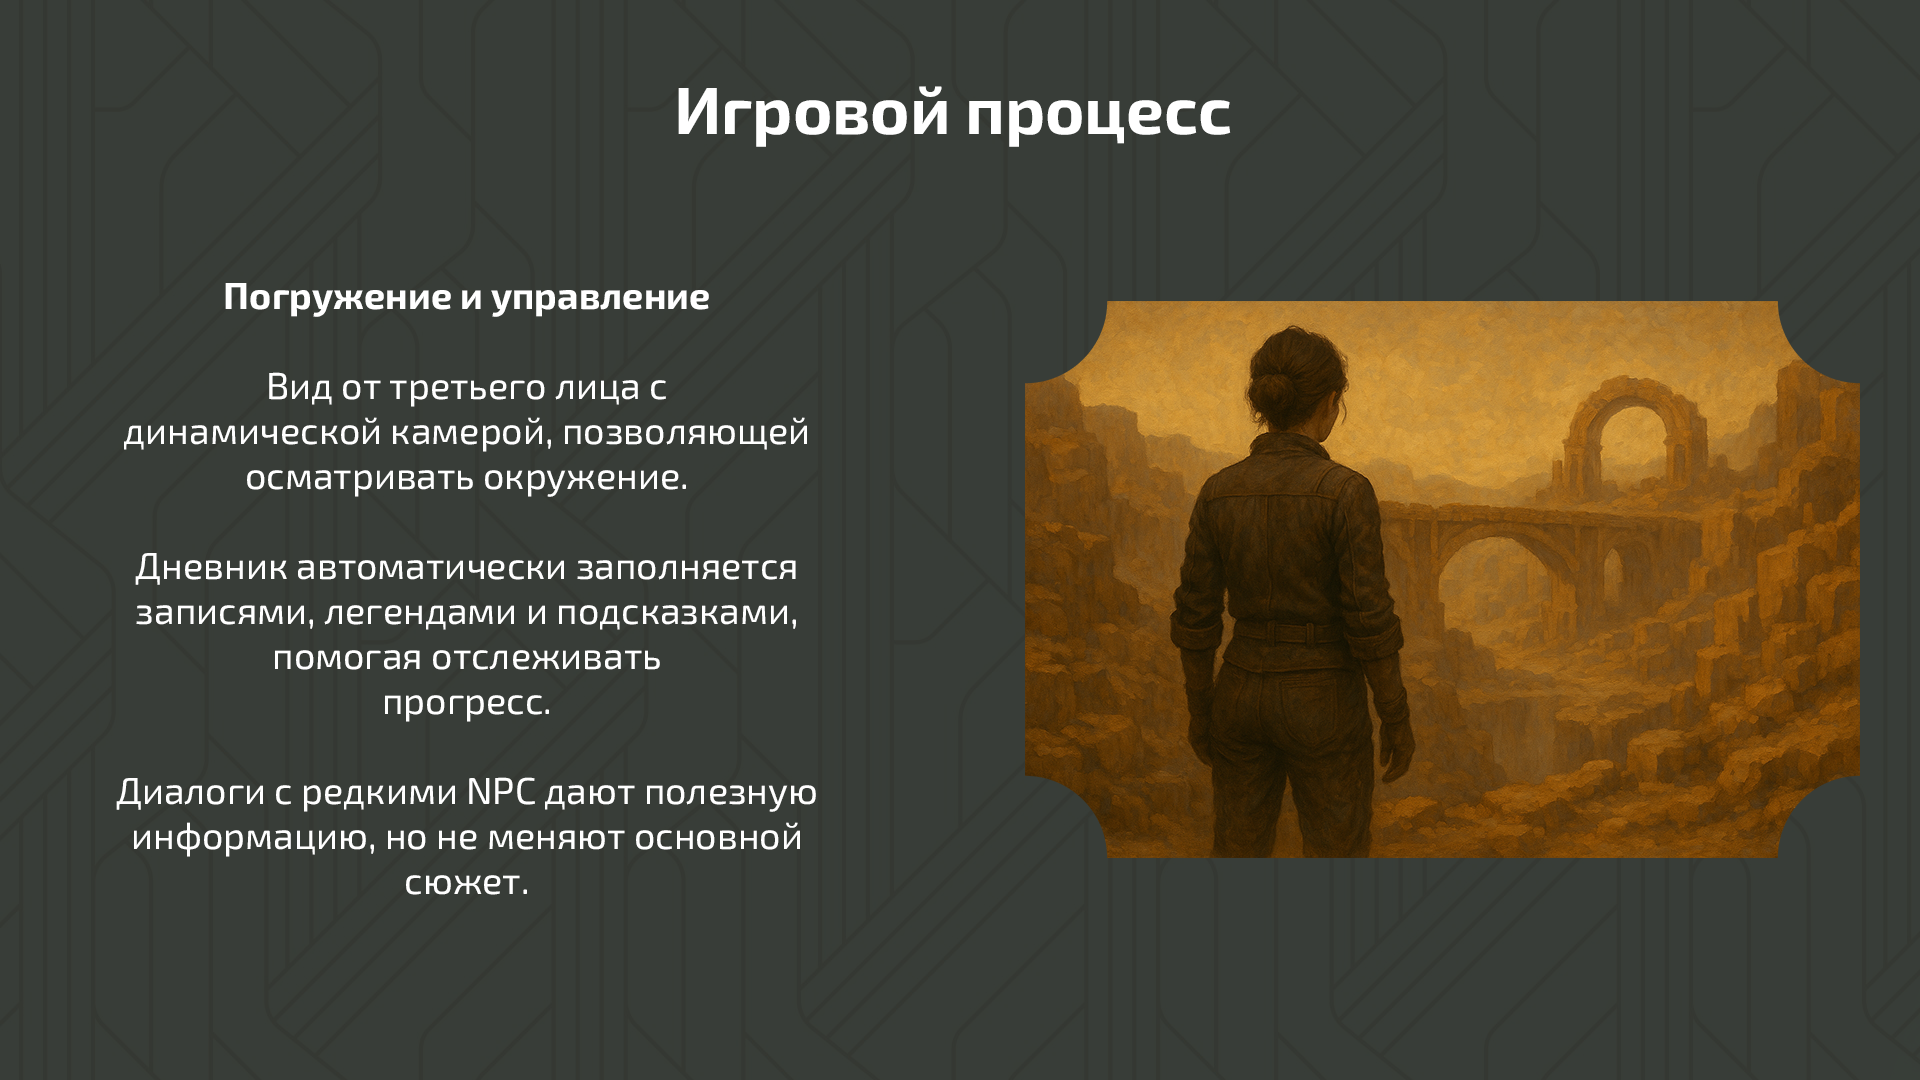 Игровой процесс
Погружение и управление
Вид от третьего лица с
динамической камерой, позволяющей
осматривать окружение.
Дневник автоматически заполняется
записями, легендами и подсказками,
помогая отслеживать
прогресс.
Диалоги с редкими NPC дают полезную
информацию, но не меняют основной
сюжет.